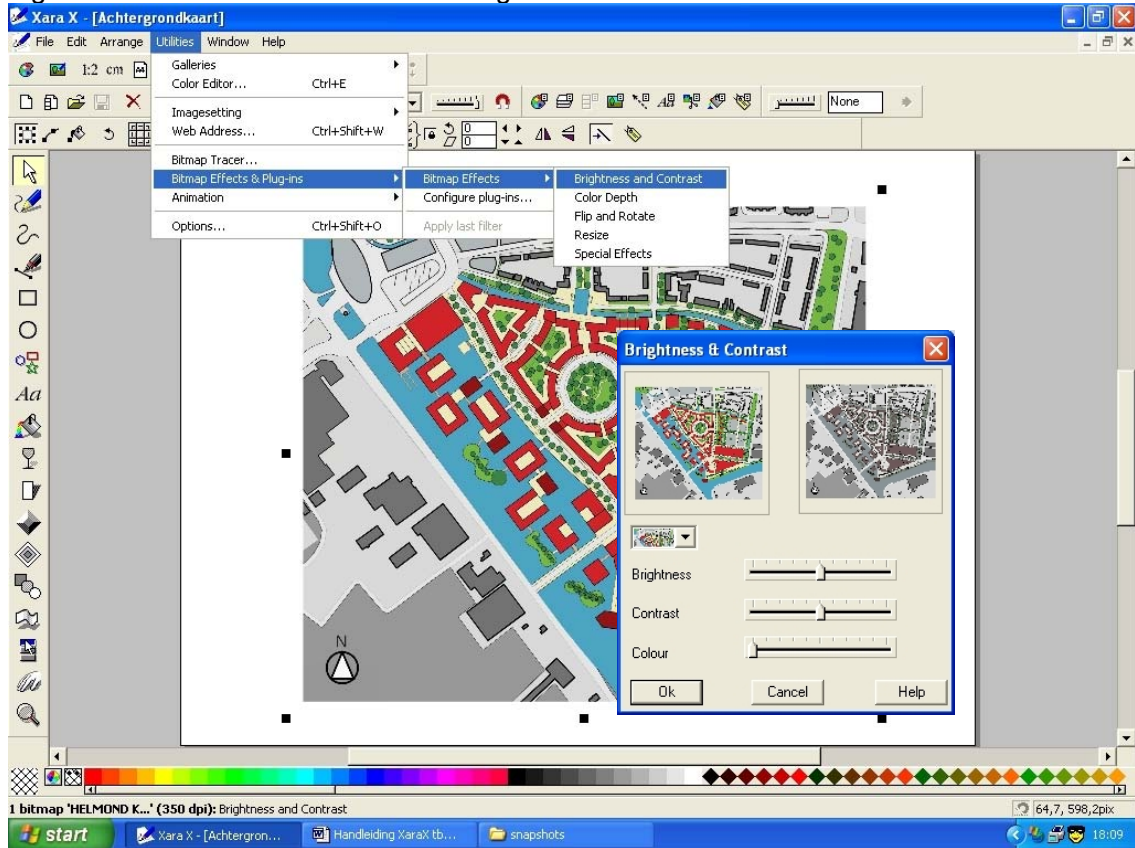 Xara X - [Achtergrondkaart]
File Edit Arrange Utilities Window Help
1:2 cm
Galleries
Color Editor... Ctrl+E
Imagesetting
Web Address... Ctrl+Shift+W
Bitmap Tracer...
Bitmap Effects & Plug-ins
Animation
Options... Ctrl+Shift+O
Bitmap Effects
Configure plug-ins...
Apply last filter
Brightness and Contrast
Color Depth
Flip and Rotate
Resize
Special Effects
None
0
0
Aa
N
Brightness & Contrast
Brightness
Contrast
Colour
Ok Cancel Help
1 bitmap 'HELMOND K...' (350 dpi): Brightness and Contrast
64,7, 598,2pix
start
Xara X - [Achtergron...
Handleiding XaraX tb...
snapshots
18:09